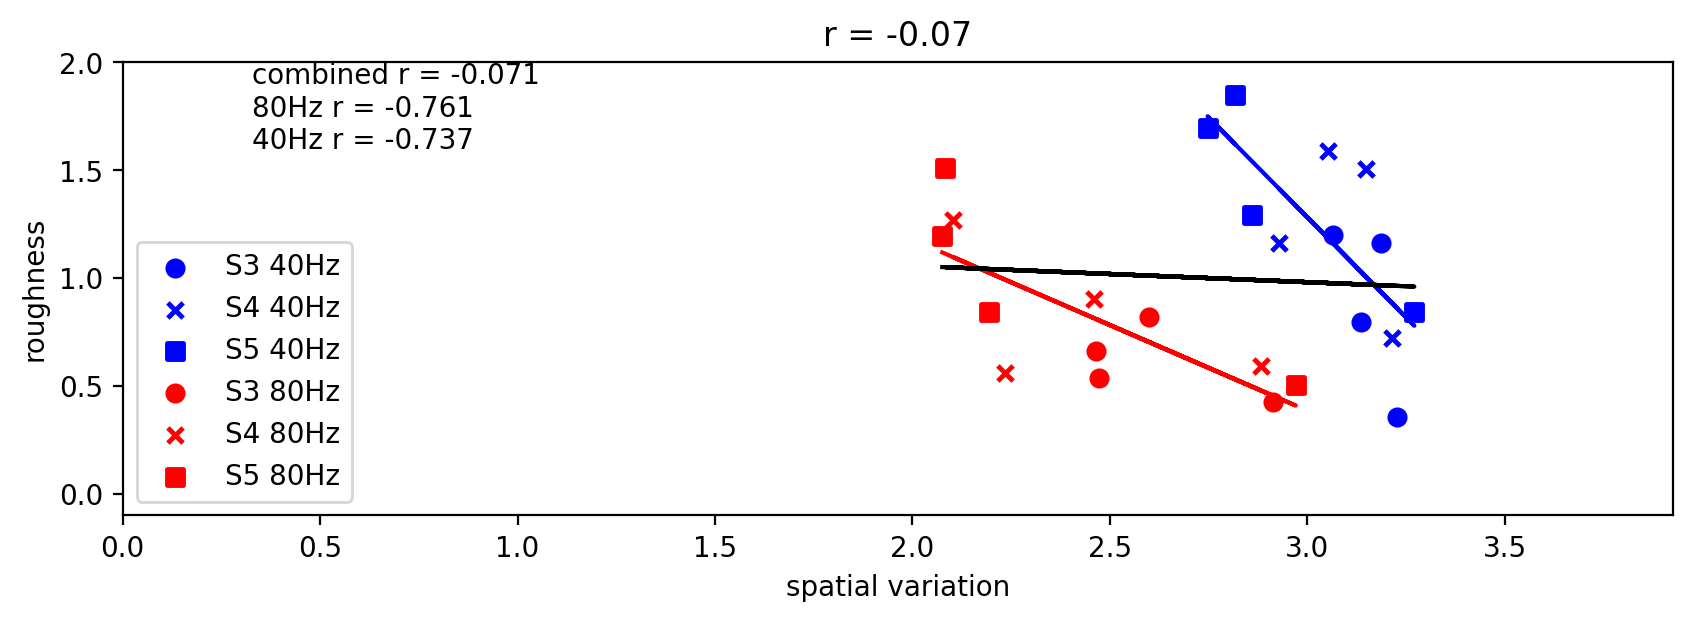 r = -0.07
combined r = -0.071
80Hz r = -0.761
40Hz r = -0.737
2.0
1.5
1.0
0.5
0.0
roughness
S3 40Hz
S4 40Hz
S5 40Hz
S3 80Hz
S4 80Hz
S5 80Hz
0.0 0.5 1.0 1.5 2.0 2.5 3.0 3.5
spatial variation